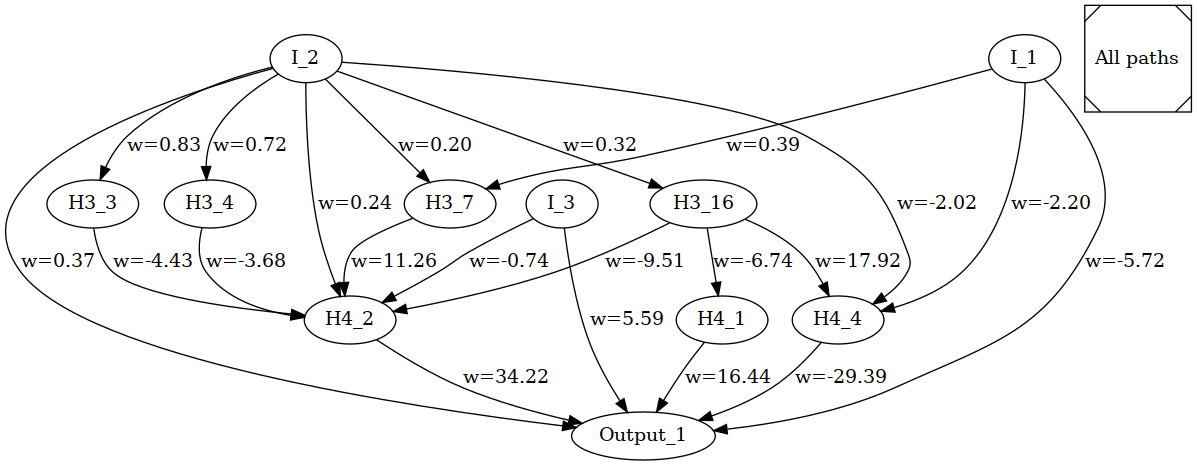 I_2
I_1
All paths
w=0.83
w=0.72
w=0.20
w=0.32
w=0.39
H3_3
H3_4
w=0.24
H3_7
I_3
H3_16
w=-2.02
w=-2.20
w=0.37
w=-4.43
w=-3.68
w=11.26
w=-0.74
w=-9.51
w=-6.74
w=17.92
w=-5.72
H4_2
w=5.59
H4_1
H4_4
w=34.22
w=16.44
w=-29.39
Output_1